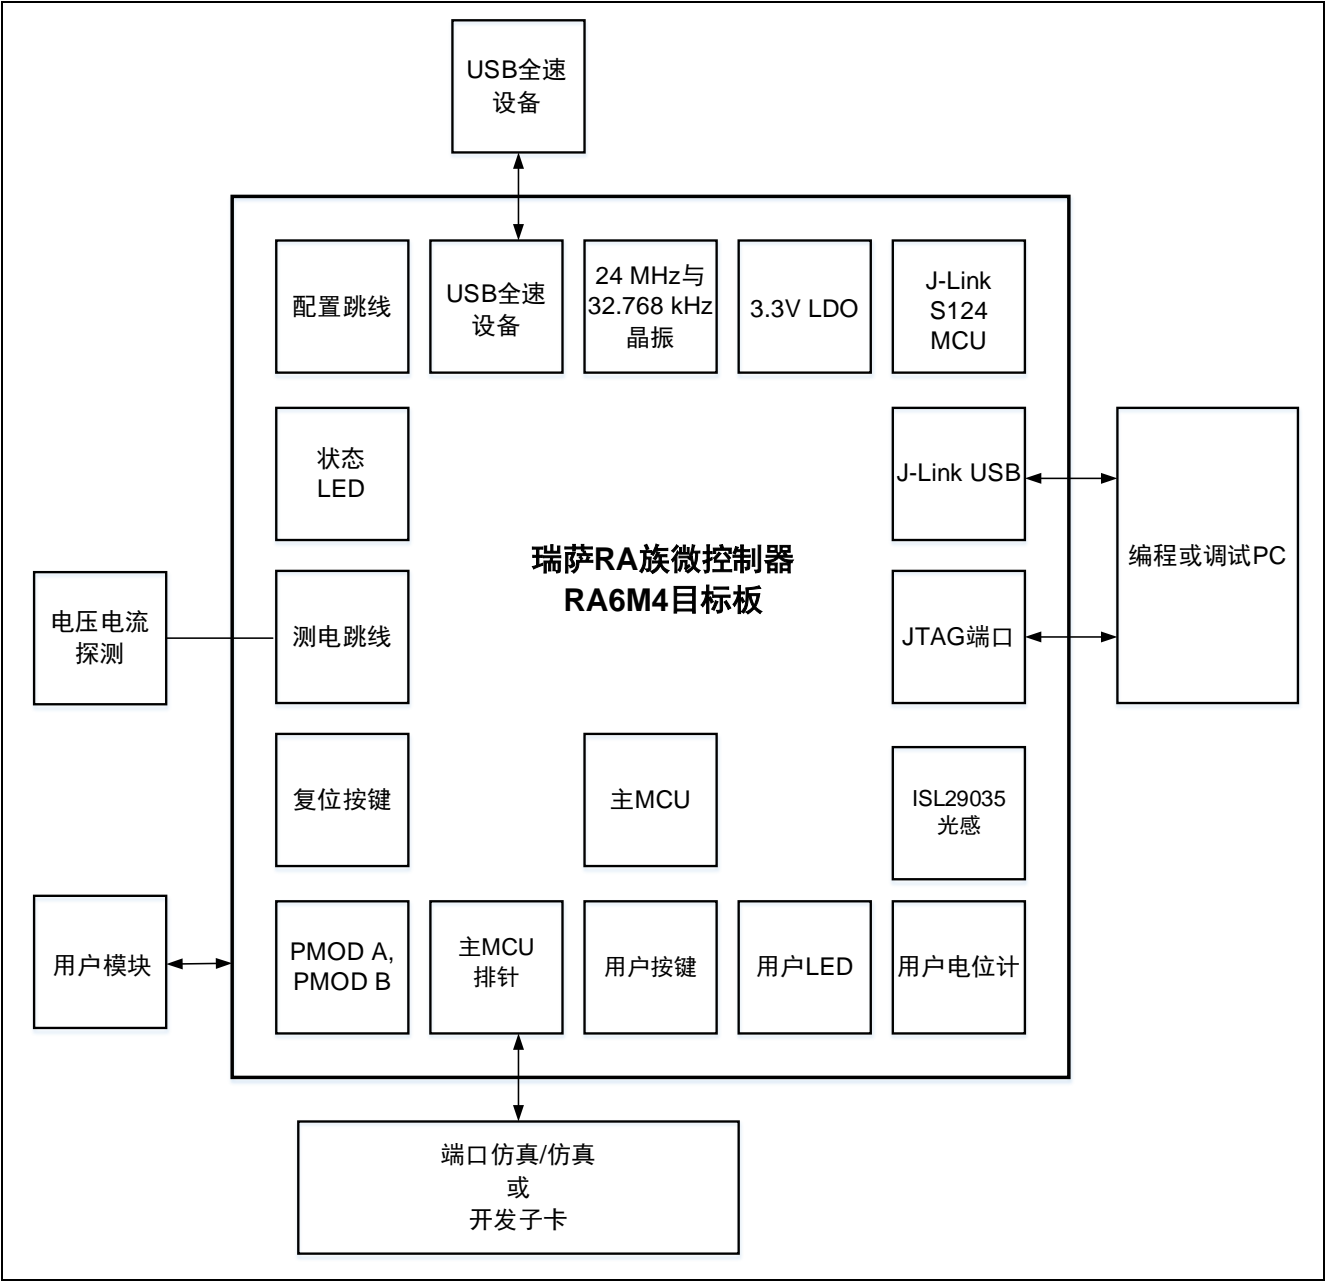 USB全速
设备
配置跳线
USB全速
设备
24 MHz与
32.768 kHz
晶振
3.3V LDO
J-Link
S124
MCU
状态
LED
J-Link USB
瑞萨RA族微控制器
RA6M4目标板
编程或调试PC
电压电流
探测
测电跳线
JTAG端口
复位按键
主MCU
ISL29035
光感
用户模块
PMOD A,
PMOD B
主MCU
排针
用户按键
用户LED
用户电位计
端口仿真/仿真
或
开发子卡